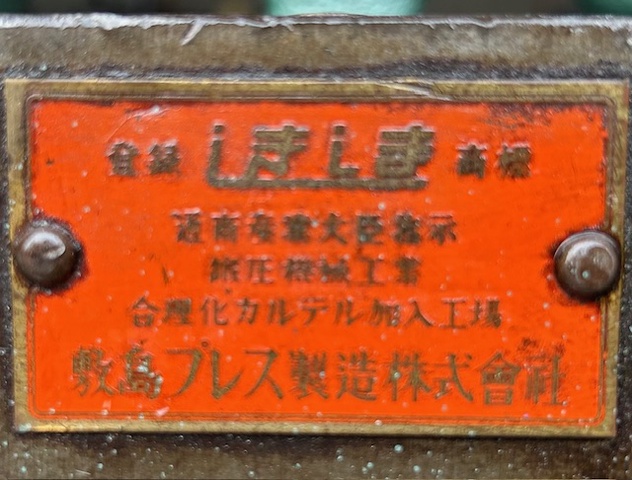 登録 しきしま 商標
通商産業大臣告示
鍛圧機械工業
合理化カルテル加入工場
敷島プレス製造株式會社